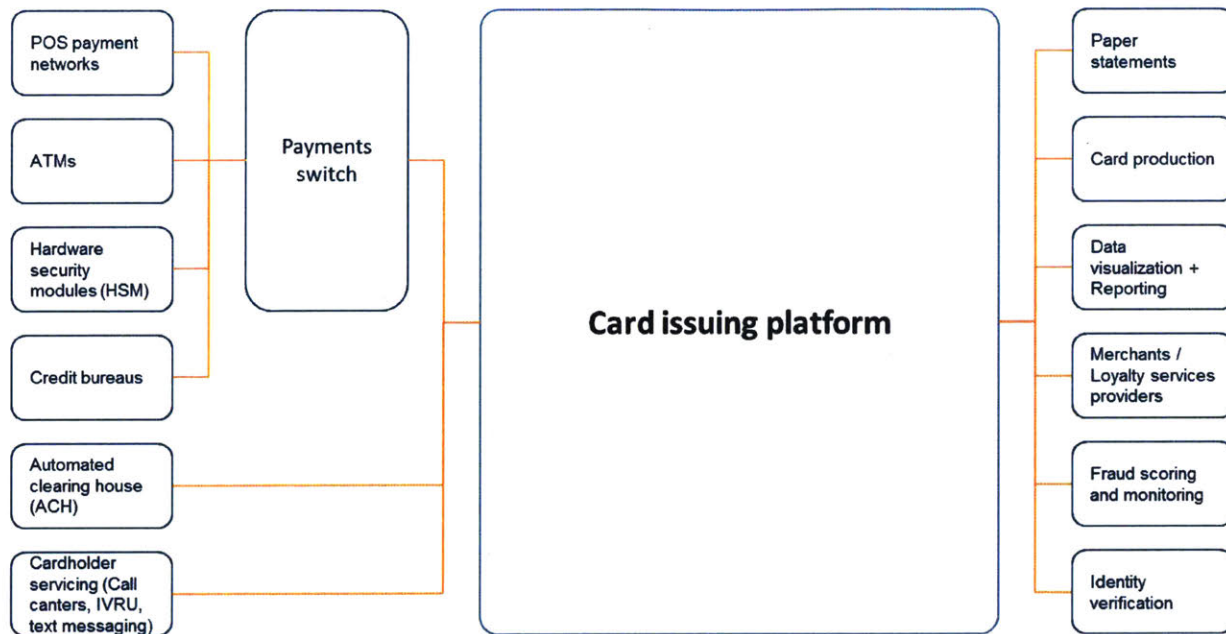 POS payment
networks
ATMs
Hardware
security
modules (HSM)
Credit bureaus
Automated
clearing house
(ACH)
Cardholder
servicing (Call
canters, IVRU,
text messaging)
Payments
switch
Card issuing platform
Paper
statements
Card production
Data
visualization +
Reporting
Merchants /
Loyalty services
providers
Fraud scoring
and monitoring
Identity
verification